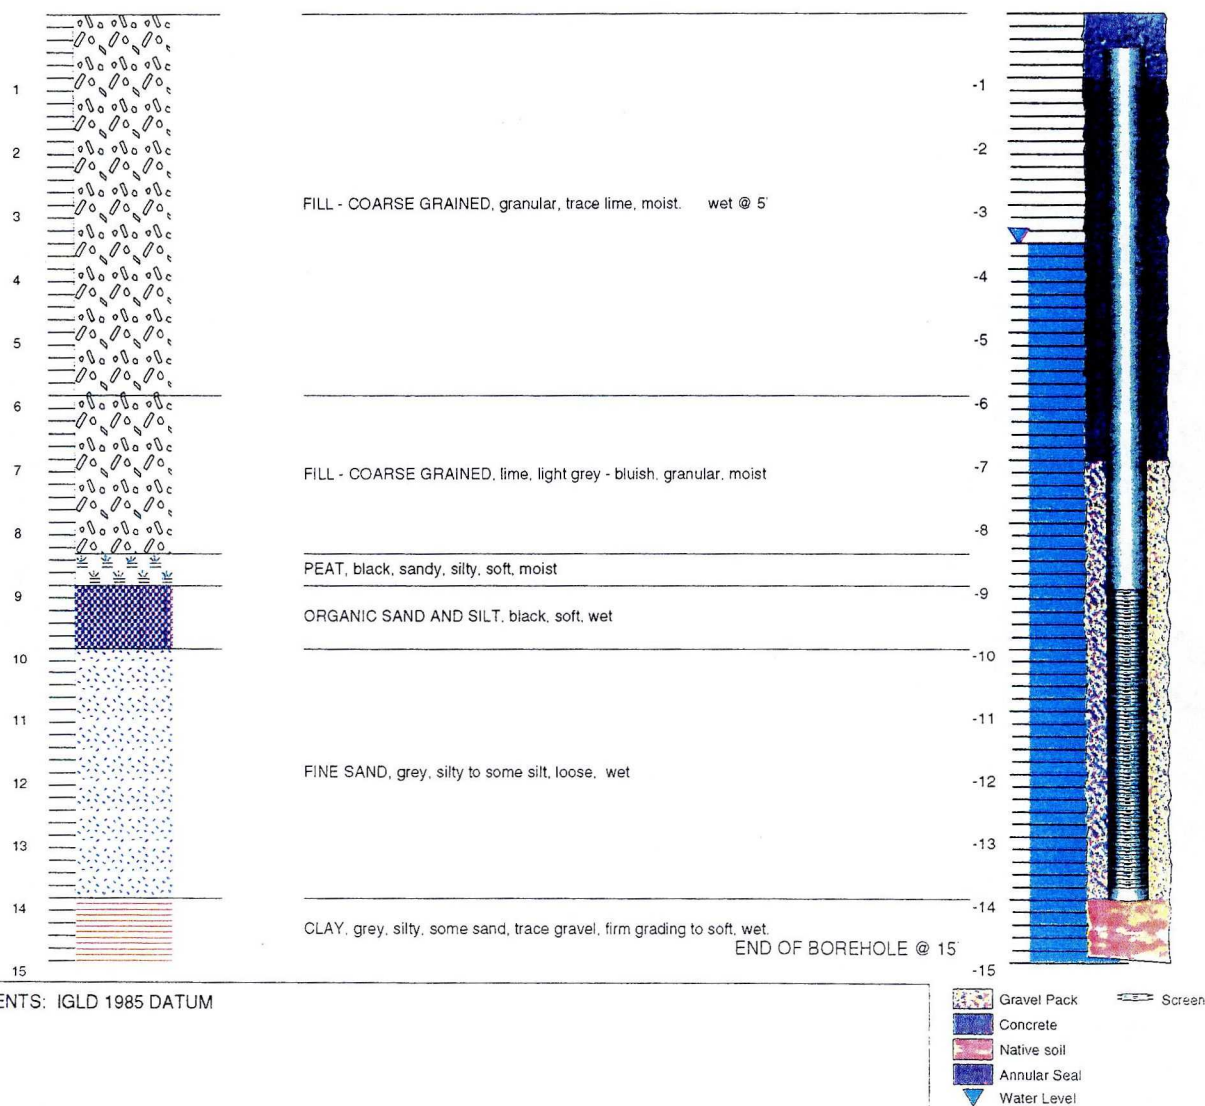 1
-1
2
-2
FILL - COARSE GRAINED, granular, trace lime, moist. wet @ 5'
3
-3
4
-4
5
-5
6
-6
FILL - COARSE GRAINED, lime, light grey - bluish, granular, moist
7
-7
8
-8
PEAT, black, sandy, silty, soft, moist
9
-9
ORGANIC SAND AND SILT, black, soft, wet
10
-10
11
-11
FINE SAND, grey, silty to some silt, loose, wet
12
-12
13
-13
14
-14
CLAY, grey, silty, some sand, trace gravel, firm grading to soft, wet.
END OF BOREHOLE @ 15'
15
-15
ENTS: IGLD 1985 DATUM
Gravel Pack Screen
Concrete
Native soil
Annular Seal
Water Level